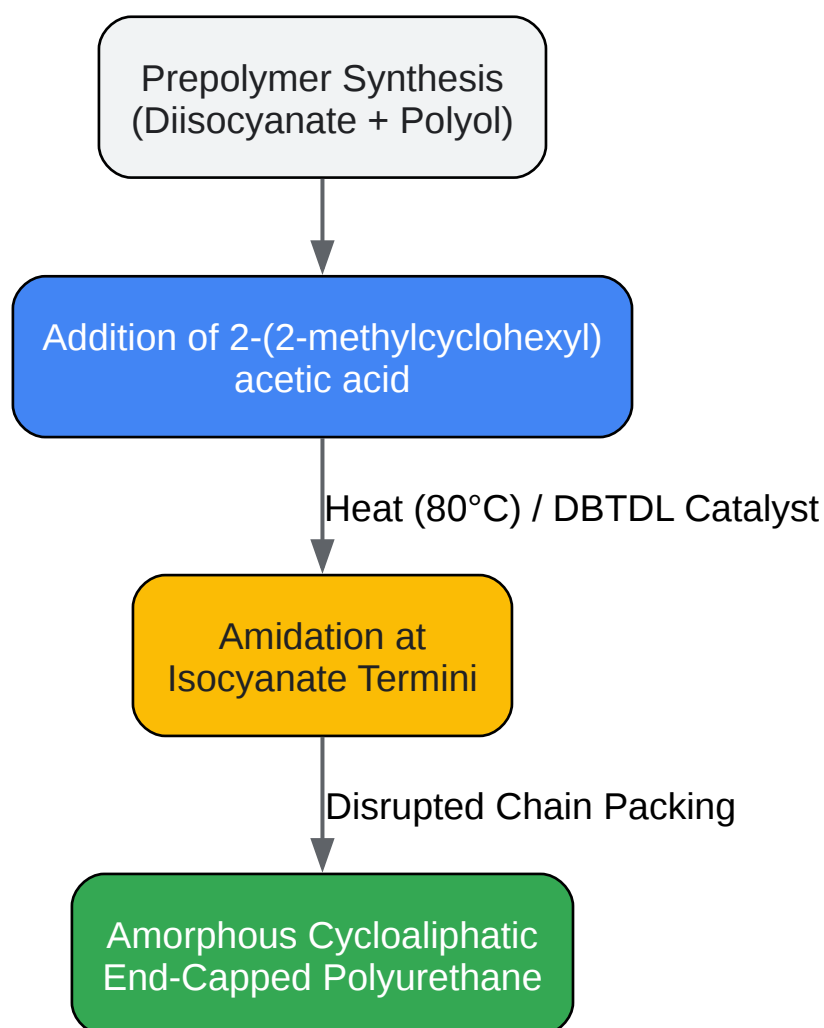 Prepolymer Synthesis
(Diisocyanate + Polyol)
Addition of 2-(2-methylcyclohexyl)
acetic acid
Heat (80°C) / DBTDL Catalyst
Amidation at
Isocyanate Termini
Disrupted Chain Packing
Amorphous Cycloaliphatic
End-Capped Polyurethane